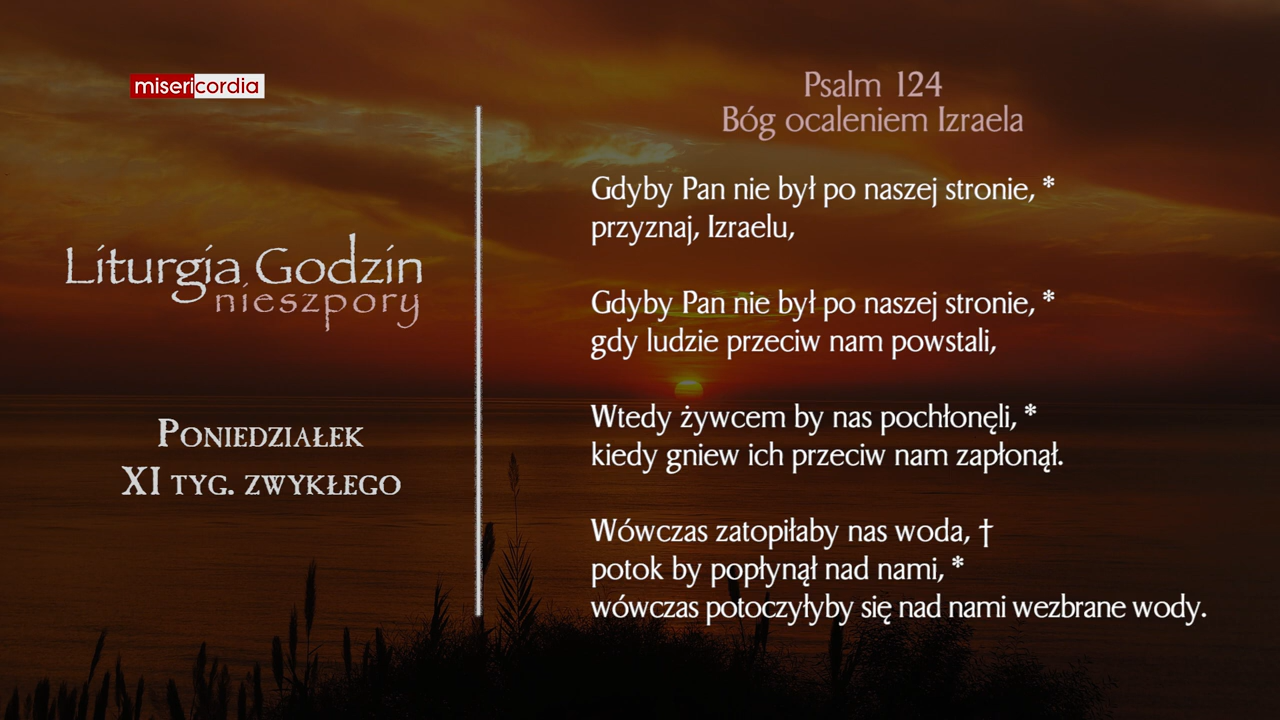 misericordia
Liturgia Godzin
nieszpory
Poniedziałek
XI tyg. zwykłego
Psalm 124
Bóg ocaleniem Izraela
Gdyby Pan nie był po naszej stronie, *
przyznaj, Izraelu,
Gdyby Pan nie był po naszej stronie, *
gdy ludzie przeciw nam powstali,
Wtedy żywcem by nas pochłonęli, *
kiedy gniew ich przeciw nam zapłonął.
Wówczas zatopiłaby nas woda, †
potok by popłynął nad nami, *
wówczas potoczyłyby się nad nami wezbrane wody.